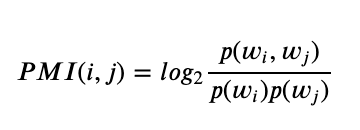 PMI(i, j) = log₂ p(wᵢ, wⱼ) / p(wᵢ)p(wⱼ)